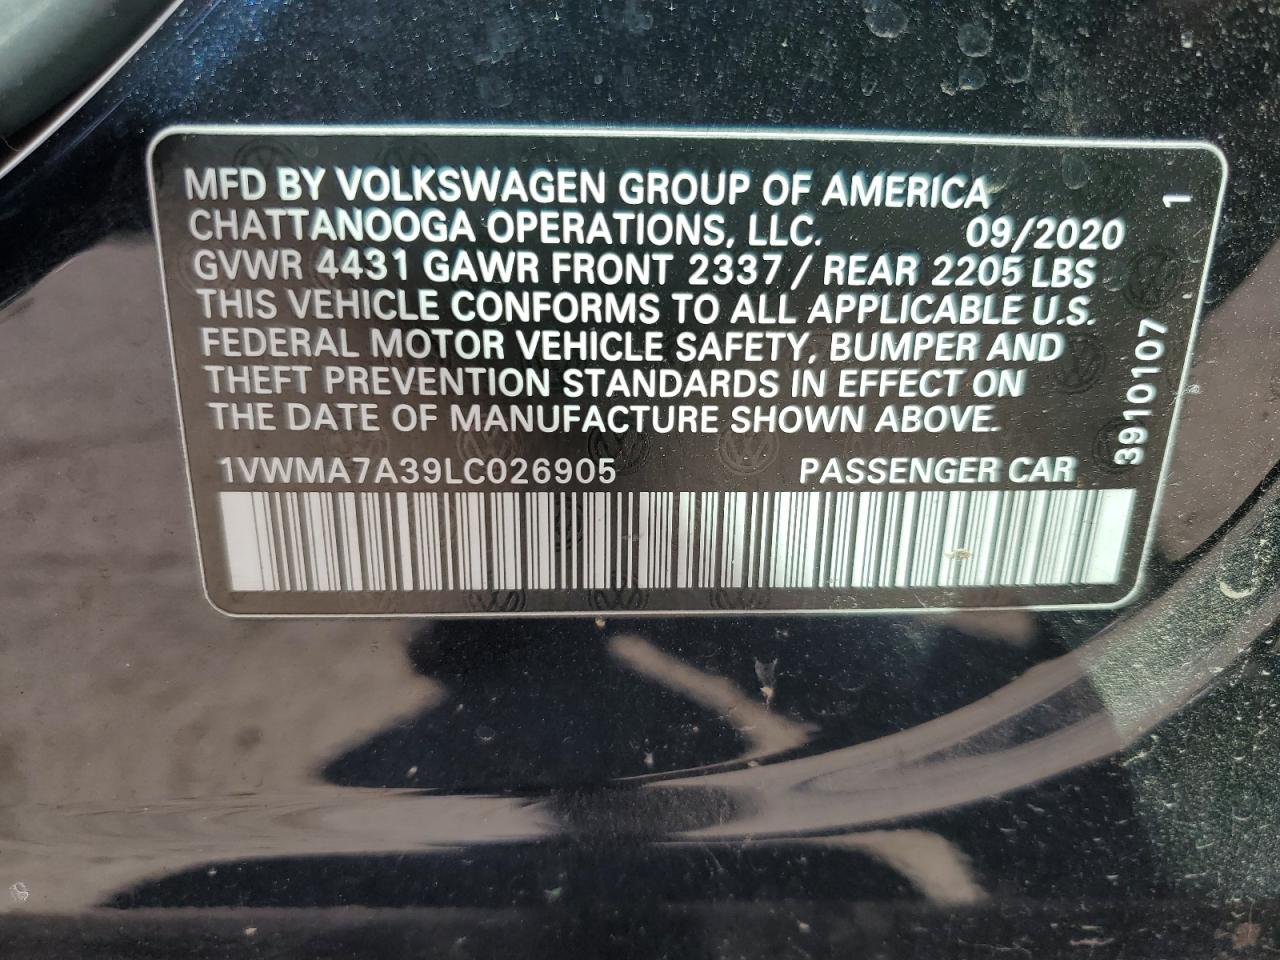 MFD BY VOLKSWAGEN GROUP OF AMERICA
CHATTANOOGA OPERATIONS, LLC. 09/2020
GVWR 4431 GAWR FRONT 2337 / REAR 2205 LBS
THIS VEHICLE CONFORMS TO ALL APPLICABLE U.S.
FEDERAL MOTOR VEHICLE SAFETY, BUMPER AND
THEFT PREVENTION STANDARDS IN EFFECT ON
THE DATE OF MANUFACTURE SHOWN ABOVE.
1VWMA7A39LC026905 PASSENGER CAR
3910107 1